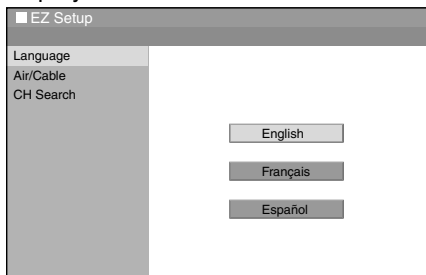 EZ Setup
Language
Air/Cable
CH Search
English
Français
Español